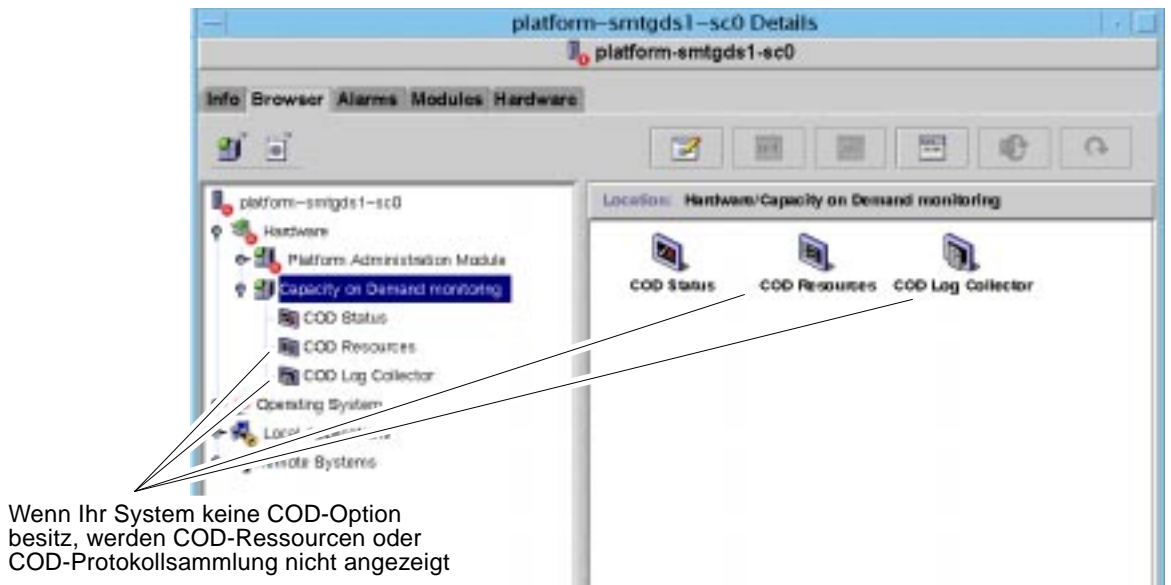 platform-smtgds1-sc0 Details
platform-smtgds1-sc0
Info Browser Alarms Modules Hardware
platform-smtgds1-sc0
Location: Hardware/Capacity on Demand monitoring
Hardware
Platform Administration Module
Capacity on Demand monitoring
COD Status
COD Resources
COD Log Collector
COD Status COD Resources COD Log Collector
Operating System
Local
Systems
Wenn Ihr System keine COD-Option
besitz, werden COD-Ressourcen oder
COD-Protokollsammlung nicht angezeigt